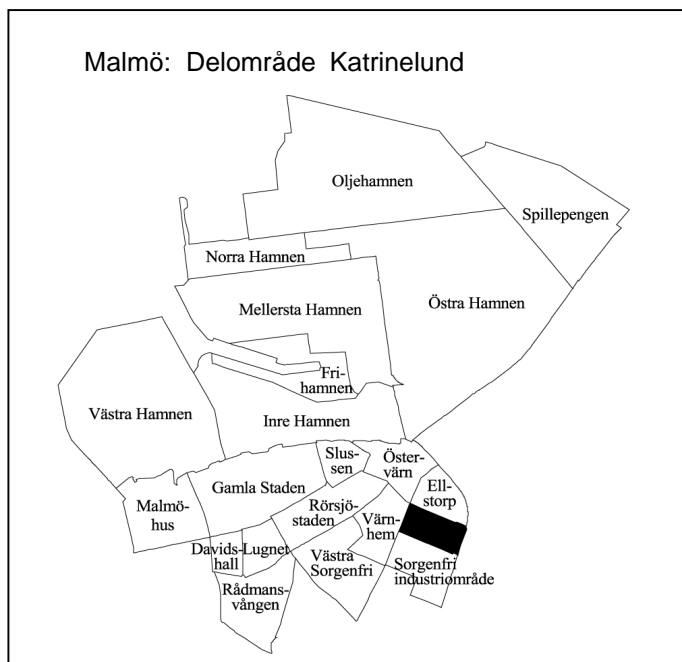 Malmö: Delområde Katrinelund
Oljehamnen
Spillepengen
Norra Hamnen
Mellersta Hamnen
Östra Hamnen
Fri-
hamnen
Västra Hamnen
Inre Hamnen
Slus-
sen
Öster-
värn
Gamla Staden
Ell-
storp
Malmö-
hus
Rörsjö-
staden
Värn-
hem
Davids-
hall
Lugnet
Västra
Sorgenfri
Sorgenfri
industriområde
Rådmans-
vången